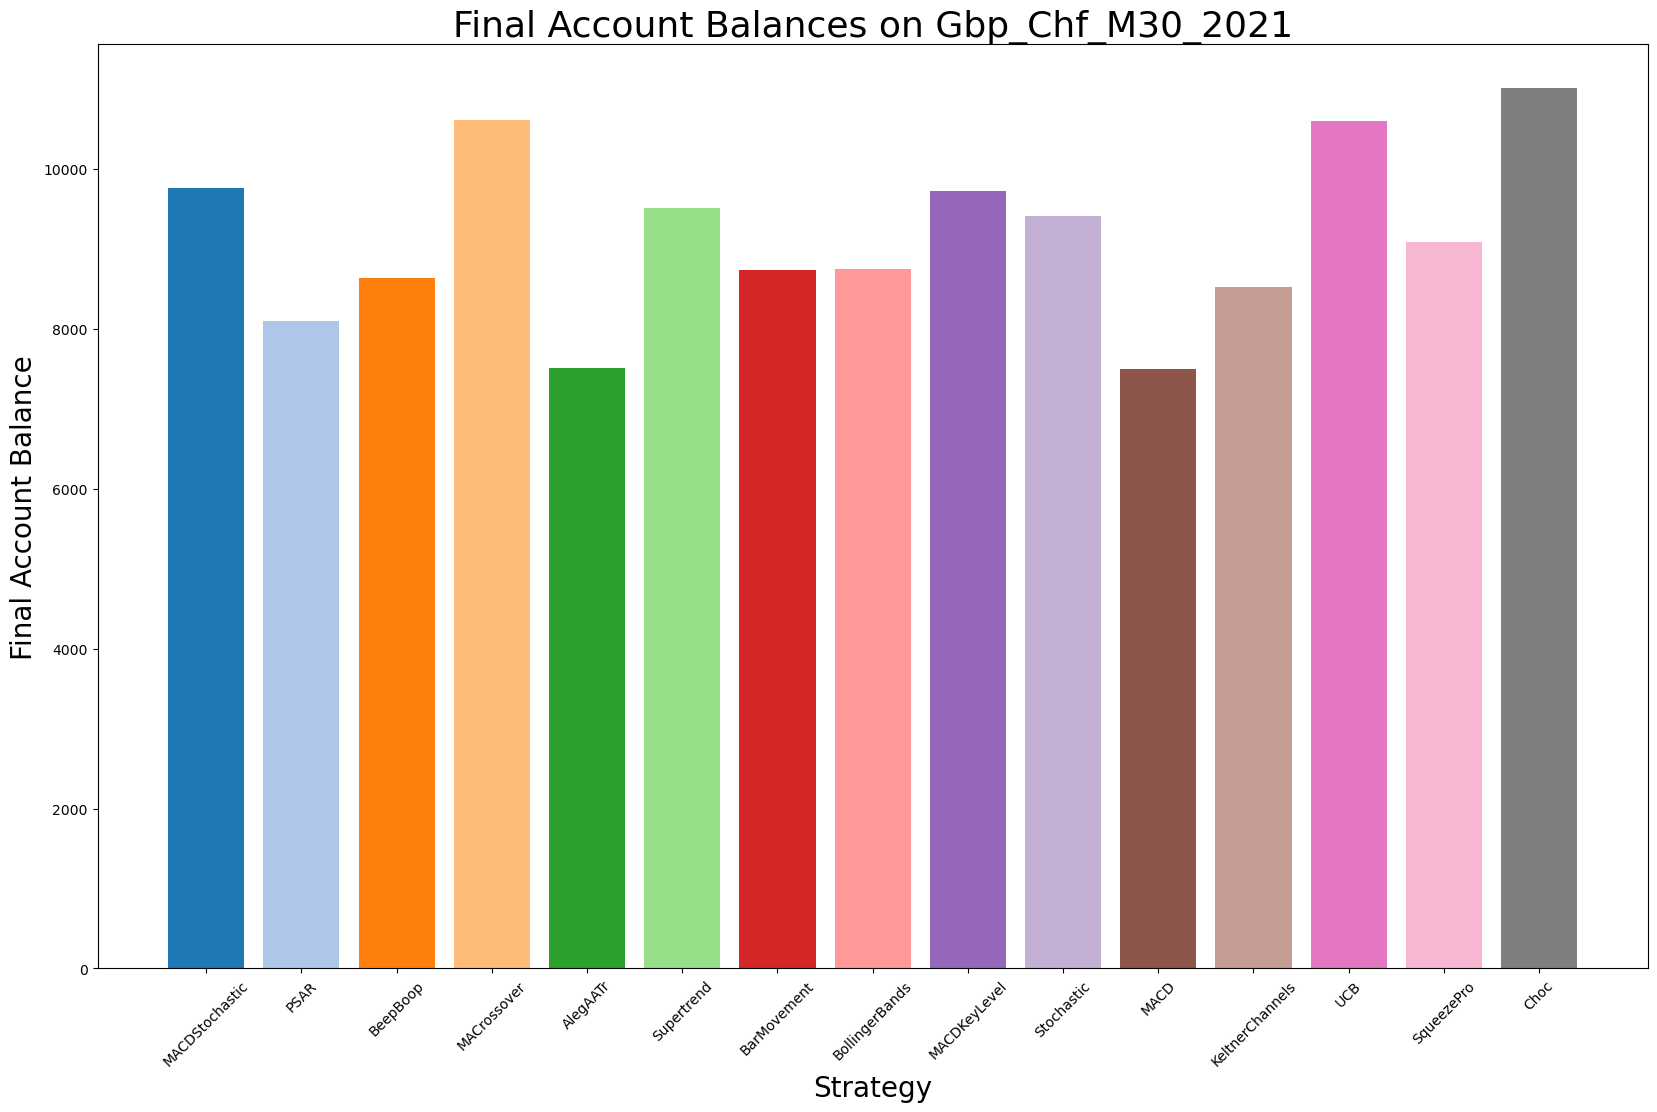 Final Account Balances on Gbp_Chf_M30_2021
Final Account Balance
10000
8000
6000
4000
2000
0
MACDStochastic
PSAR
BeepBoop
MACrossover
AlegAATr
Supertrend
BarMovement
BollingerBands
MACDKeyLevel
Stochastic
MACD
KeltnerChannels
UCB
SqueezePro
Choc
Strategy